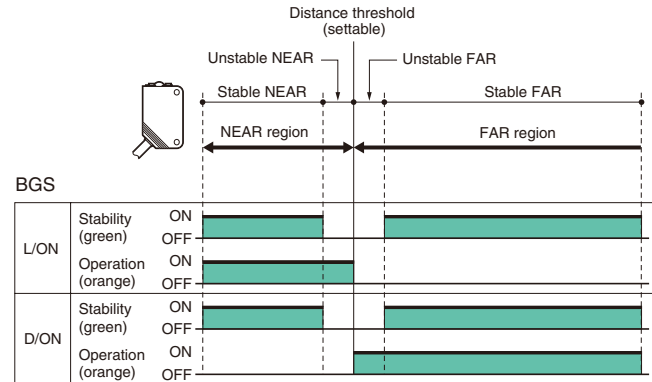 Distance threshold
(settable)
Unstable NEAR
Unstable FAR
Stable NEAR
Stable FAR
NEAR region
FAR region
BGS
L/ON
Stability
(green)
ON
OFF
Operation
(orange)
ON
OFF
D/ON
Stability
(green)
ON
OFF
Operation
(orange)
ON
OFF